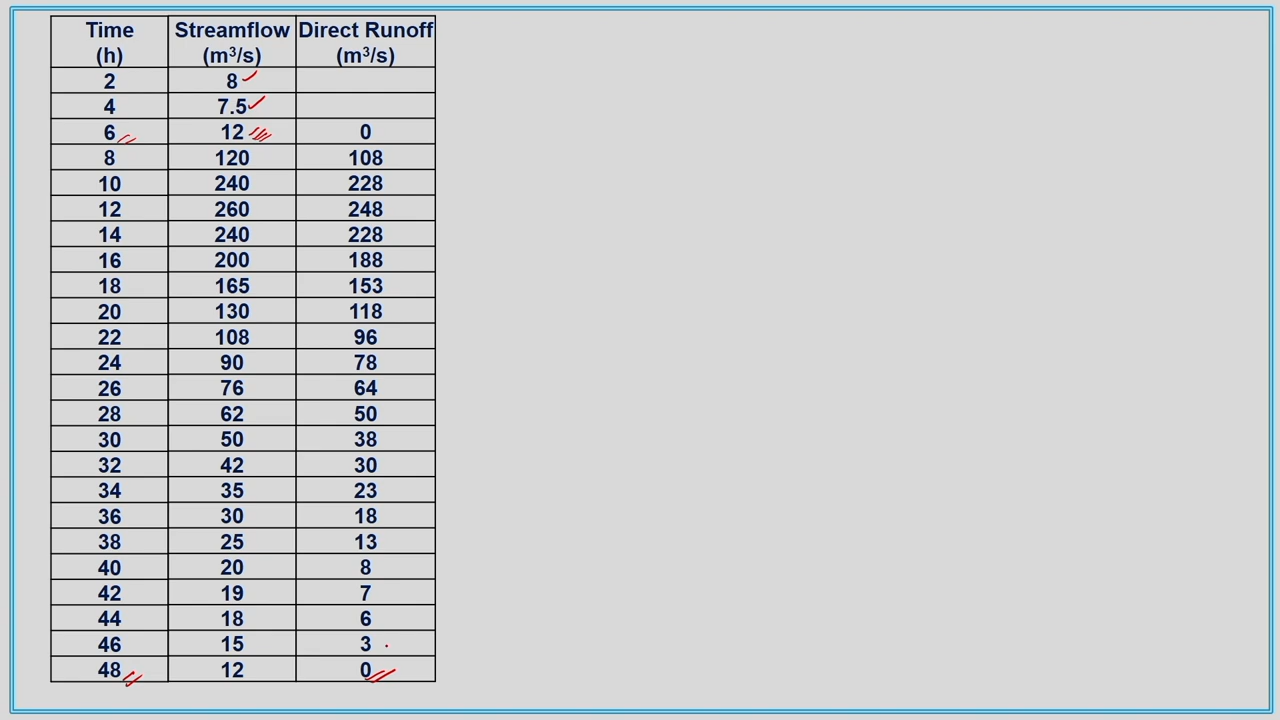 Time Streamflow Direct Runoff
(h) (m³/s) (m³/s)
2 8
4 7.5
6 12 0
8 120 108
10 240 228
12 260 248
14 240 228
16 200 188
18 165 153
20 130 118
22 108 96
24 90 78
26 76 64
28 62 50
30 50 38
32 42 30
34 35 23
36 30 18
38 25 13
40 20 8
42 19 7
44 18 6
46 15 3
48 12 0